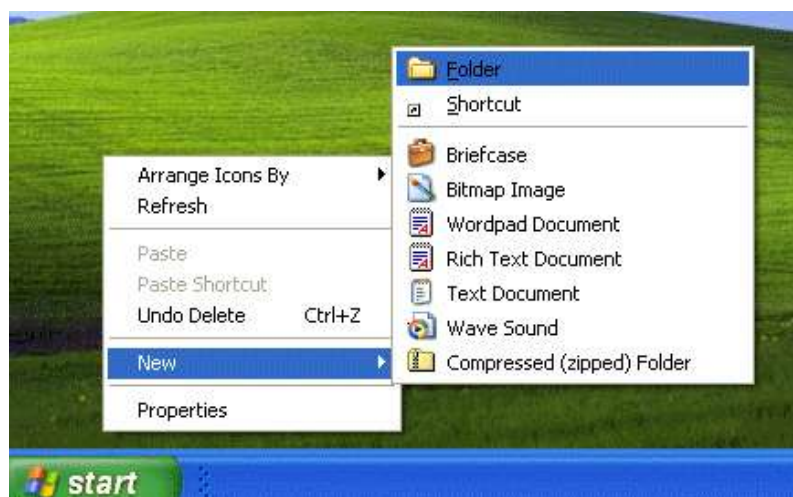 Arrange Icons By
Refresh
Paste
Paste Shortcut
Undo Delete Ctrl+Z
New
Properties
Folder
Shortcut
Briefcase
Bitmap Image
Wordpad Document
Rich Text Document
Text Document
Wave Sound
Compressed (zipped) Folder
start